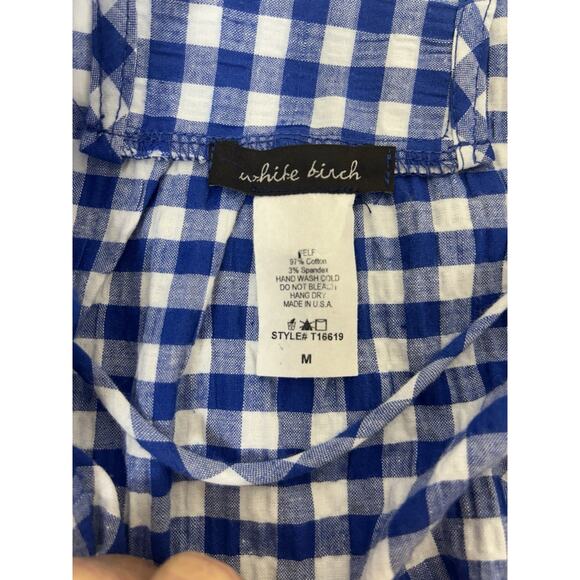 white birch
SELF
97% Cotton
3% Spandex
HAND WASH COLD
DO NOT BLEACH
HANG DRY
MADE IN U.S.A.
STYLE# T16619
M